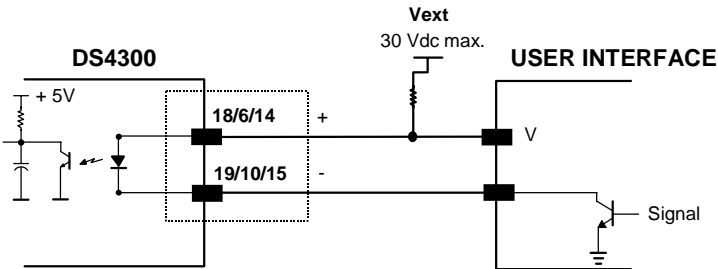 Vext
30 Vdc max.
DS4300
USER INTERFACE
+ 5V
18/6/14
+
V
19/10/15
-
Signal